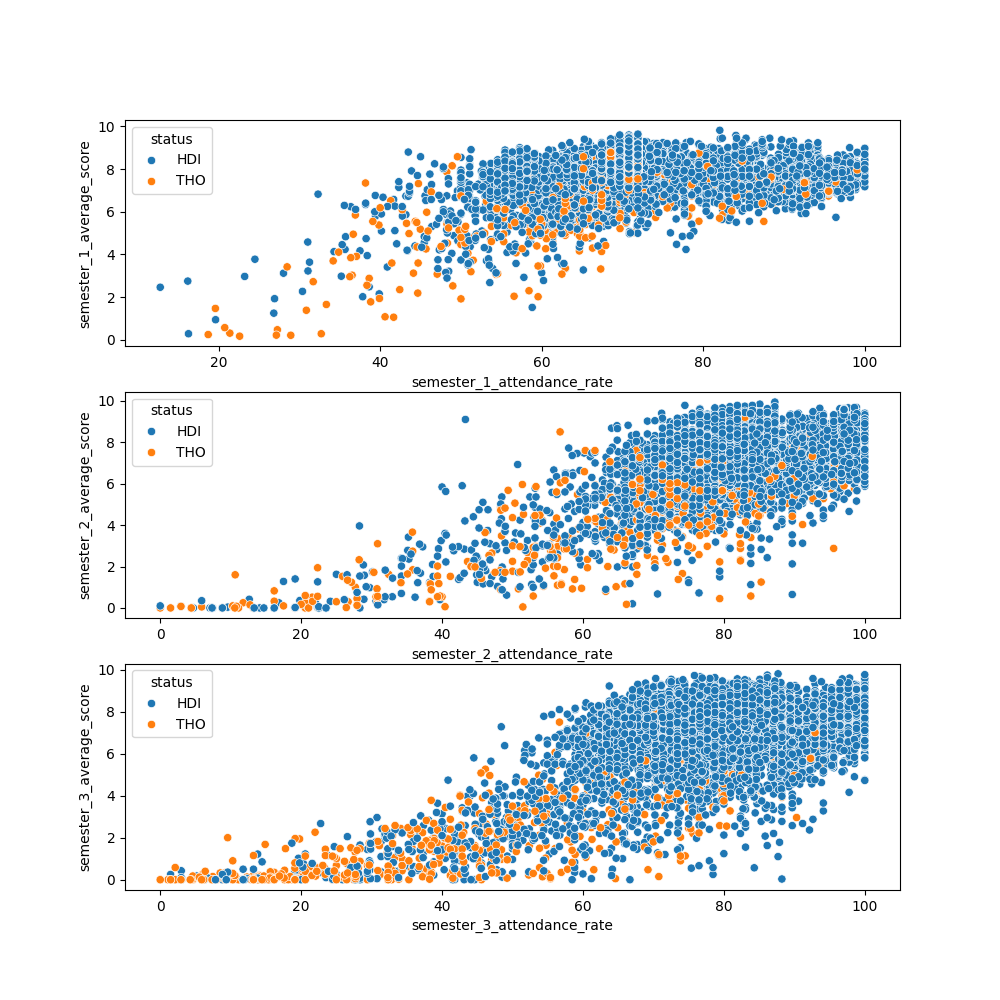 semester_1_average_score
10
8
6
4
2
0
status
HDI
THO
20
40
60
80
100
semester_1_attendance_rate
semester_2_average_score
10
8
6
4
2
0
status
HDI
THO
0
20
40
60
80
100
semester_2_attendance_rate
semester_3_average_score
10
8
6
4
2
0
status
HDI
THO
0
20
40
60
80
100
semester_3_attendance_rate